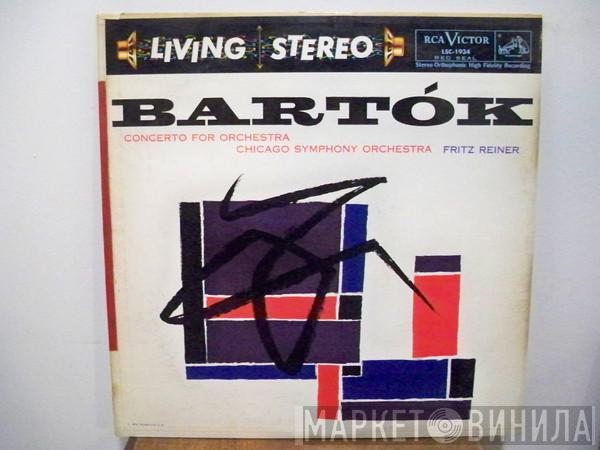 LIVING STEREO
RCA VICTOR
LSC-1934
RED SEAL
Stereo-Orthophonic High Fidelity Recording
BARTÓK
CONCERTO FOR ORCHESTRA
CHICAGO SYMPHONY ORCHESTRA FRITZ REINER
МАРКЕТ ВИНИЛА